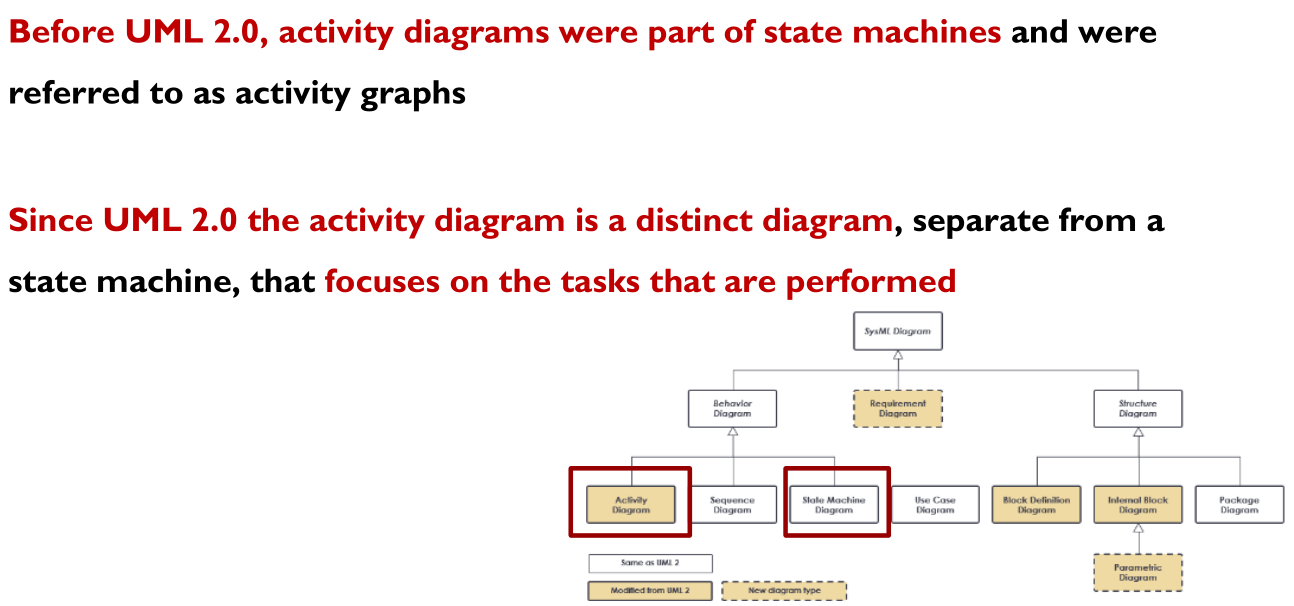 Before UML 2.0, activity diagrams were part of state machines and were
referred to as activity graphs
Since UML 2.0 the activity diagram is a distinct diagram, separate from a
state machine, that focuses on the tasks that are performed
SysML Diagram
Behavior
Diagram
Requirement
Diagram
Structure
Diagram
Activity
Diagram
Sequence
Diagram
State Machine
Diagram
Use Case
Diagram
Block Definition
Diagram
Internal Block
Diagram
Package
Diagram
Parametric
Diagram
Same as UML 2
Modified from UML 2
New diagram type